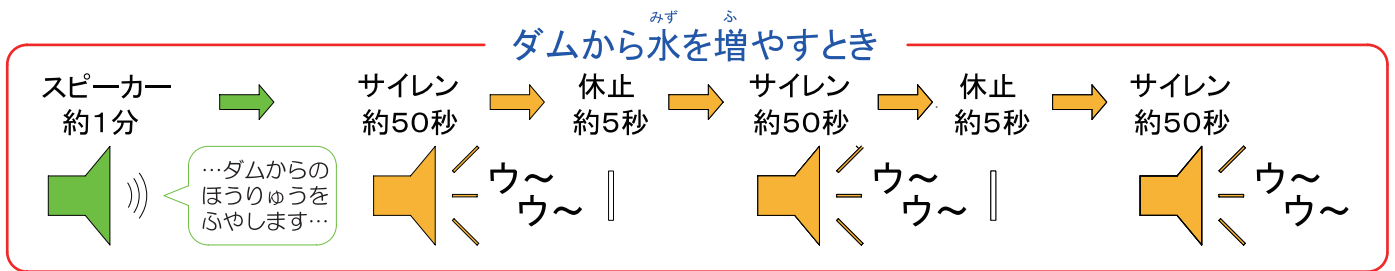 みず ふ
ダムから水を増やすとき
スピーカー
約1分
サイレン
約50秒
休止
約5秒
サイレン
約50秒
休止
約5秒
サイレン
約50秒
…ダムからの
ほうりゅうを
ふやします…
ウ～
ウ～
ウ～
ウ～
ウ～
ウ～